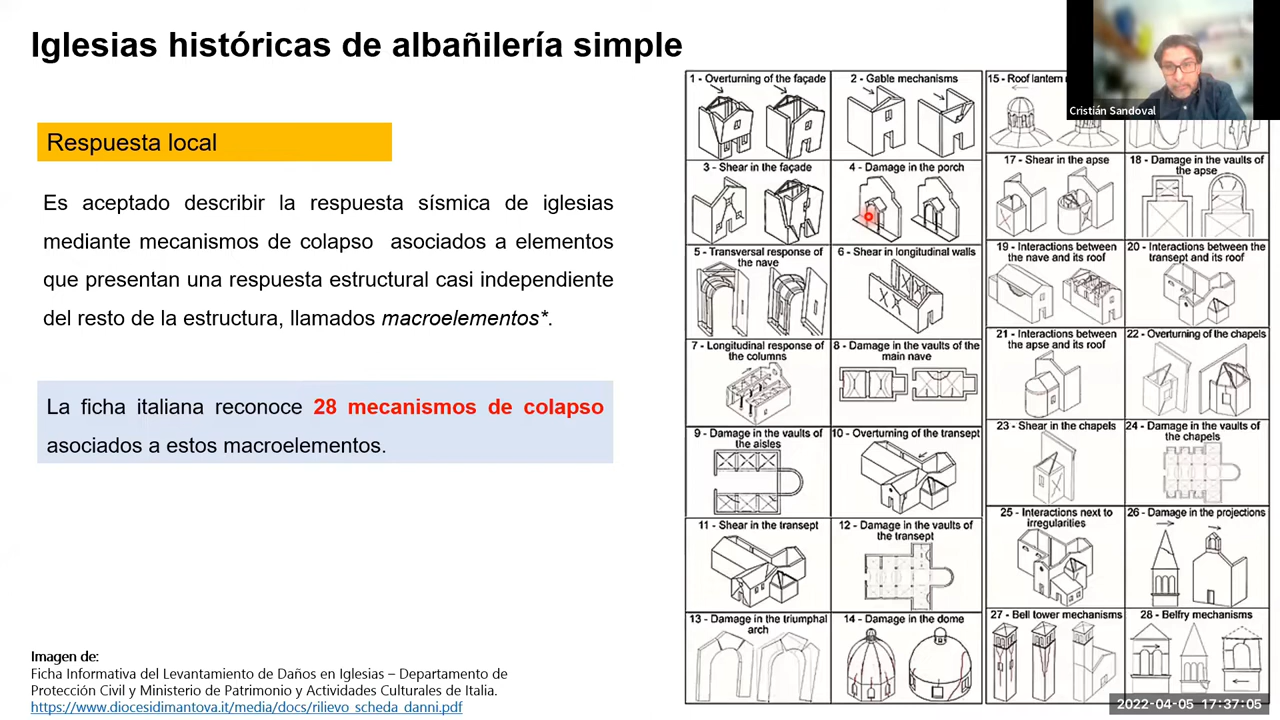 Iglesias históricas de albañilería simple
Respuesta local
Es aceptado describir la respuesta sísmica de iglesias
mediante mecanismos de colapso asociados a elementos
que presentan una respuesta estructural casi independiente
del resto de la estructura, llamados macroelementos*.
La ficha italiana reconoce 28 mecanismos de colapso
asociados a estos macroelementos.
Imagen de:
Ficha Informativa del Levantamiento de Daños en Iglesias – Departamento de
Protección Civil y Ministerio de Patrimonio y Actividades Culturales de Italia.
https://www.diocesidimantova.it/media/docs/rilievo_scheda_danni.pdf
1 - Overturning of the façade
2 - Gable mechanisms
3 - Shear in the façade
4 - Damage in the porch
5 - Transversal response of
the nave
6 - Shear in longitudinal walls
7 - Longitudinal response of
the columns
8 - Damage in the vaults of the
main nave
9 - Damage in the vaults of
the aisles
10 - Overturning of the transept
11 - Shear in the transept
12 - Damage in the vaults of
the transept
13 - Damage in the triumphal
arch
14 - Damage in the dome
15 - Roof lantern
17 - Shear in the apse
18 - Damage in the vaults of
the apse
19 - Interactions between
the nave and its roof
20 - Interactions between the
transept and its roof
21 - Interactions between
the apse and its roof
22 - Overturning of the chapels
23 - Shear in the chapels
24 - Damage in the vaults of
the chapels
25 - Interactions next to
irregularities
26 - Damage in the projections
27 - Bell tower mechanisms
28 - Belfry mechanisms
Cristián Sandoval
2022-04-05 17:37:05